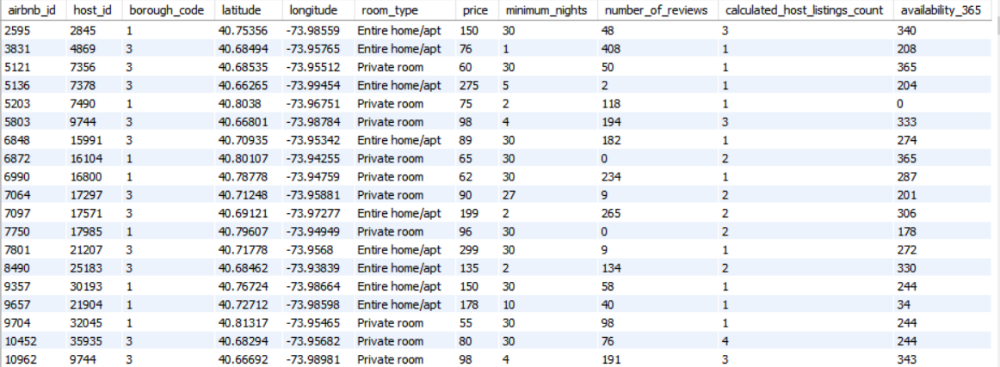 airbnb_id host_id borough_code latitude longitude room_type price minimum_nights number_of_reviews calculated_host_listings_count availability_365
2595 2845 1 40.75356 -73.98559 Entire home/apt 150 30 48 3 340
3831 4869 3 40.68494 -73.95765 Entire home/apt 76 1 408 1 208
5121 7356 3 40.68535 -73.95512 Private room 60 30 50 1 365
5136 7378 3 40.66265 -73.99454 Entire home/apt 275 5 2 1 204
5203 7490 1 40.8038 -73.96751 Private room 75 2 118 1 0
5803 9744 3 40.66801 -73.98784 Private room 98 4 194 3 333
6848 15991 3 40.70935 -73.95342 Entire home/apt 89 30 182 1 274
6872 16104 1 40.80107 -73.94255 Private room 65 30 0 2 365
6990 16800 1 40.78778 -73.94759 Private room 62 30 234 1 287
7064 17297 3 40.71248 -73.95881 Private room 90 27 9 2 201
7097 17571 3 40.69121 -73.97277 Entire home/apt 199 2 265 2 306
7750 17985 1 40.79607 -73.94949 Private room 96 30 0 2 178
7801 21207 3 40.71778 -73.9568 Entire home/apt 299 30 9 1 272
8490 25183 3 40.68462 -73.93839 Entire home/apt 135 2 134 2 330
9357 30193 1 40.76724 -73.98664 Entire home/apt 150 30 58 1 244
9657 21904 1 40.72712 -73.98598 Entire home/apt 178 10 40 1 34
9704 32045 1 40.81317 -73.95465 Private room 55 30 98 1 244
10452 35935 3 40.68294 -73.95682 Private room 80 30 76 4 244
10962 9744 3 40.66692 -73.98981 Private room 98 4 191 3 343